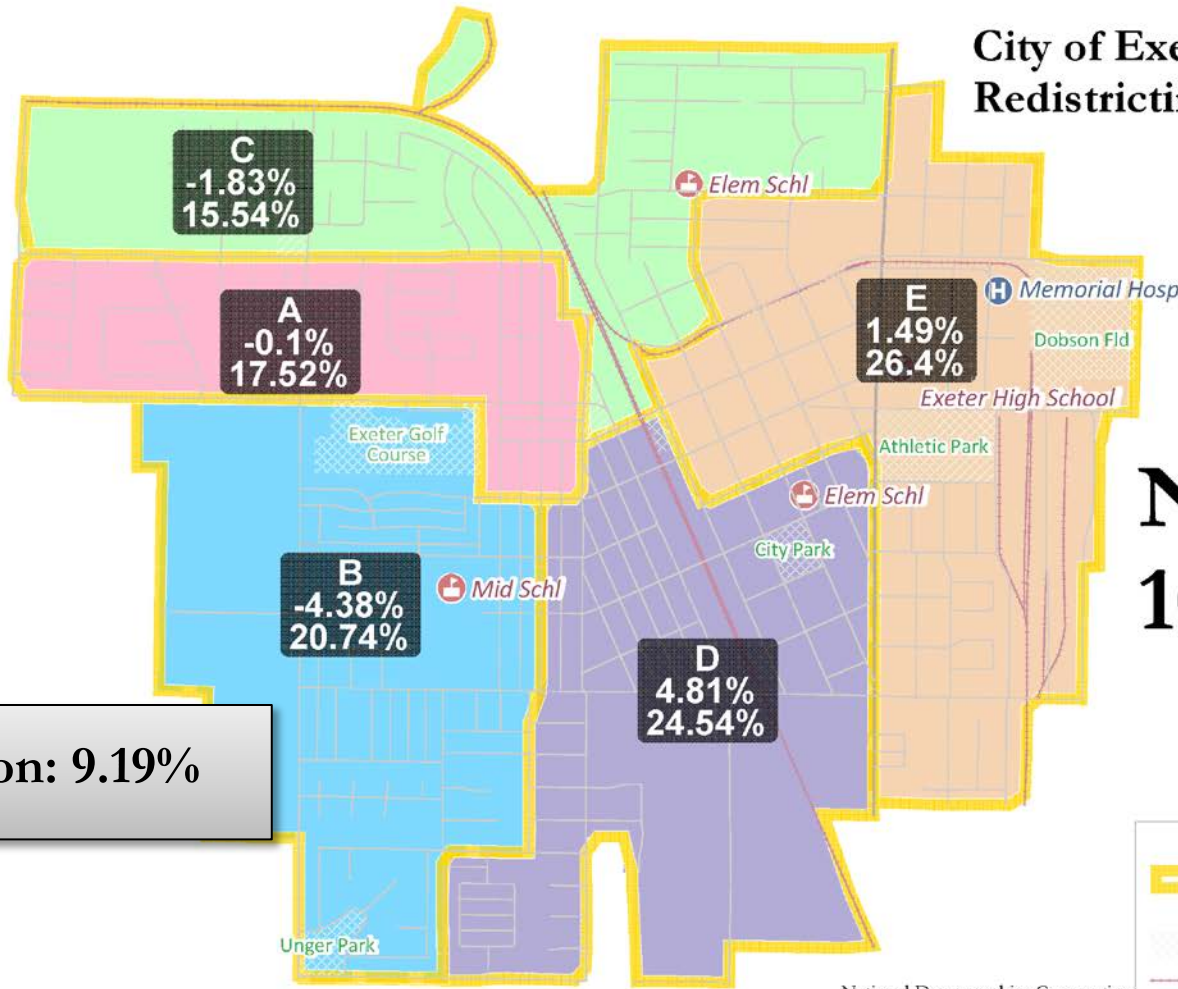 City of Exe
Redistricti
C
-1.83%
15.54%
Elem Schl
A
-0.1%
17.52%
E
1.49%
26.4%
Memorial Hosp
Dobson Fld
Exeter High School
Exeter Golf
Course
Athletic Park
Elem Schl
City Park
N
B
-4.38%
20.74%
Mid Schl
D
4.81%
24.54%
on: 9.19%
Unger Park